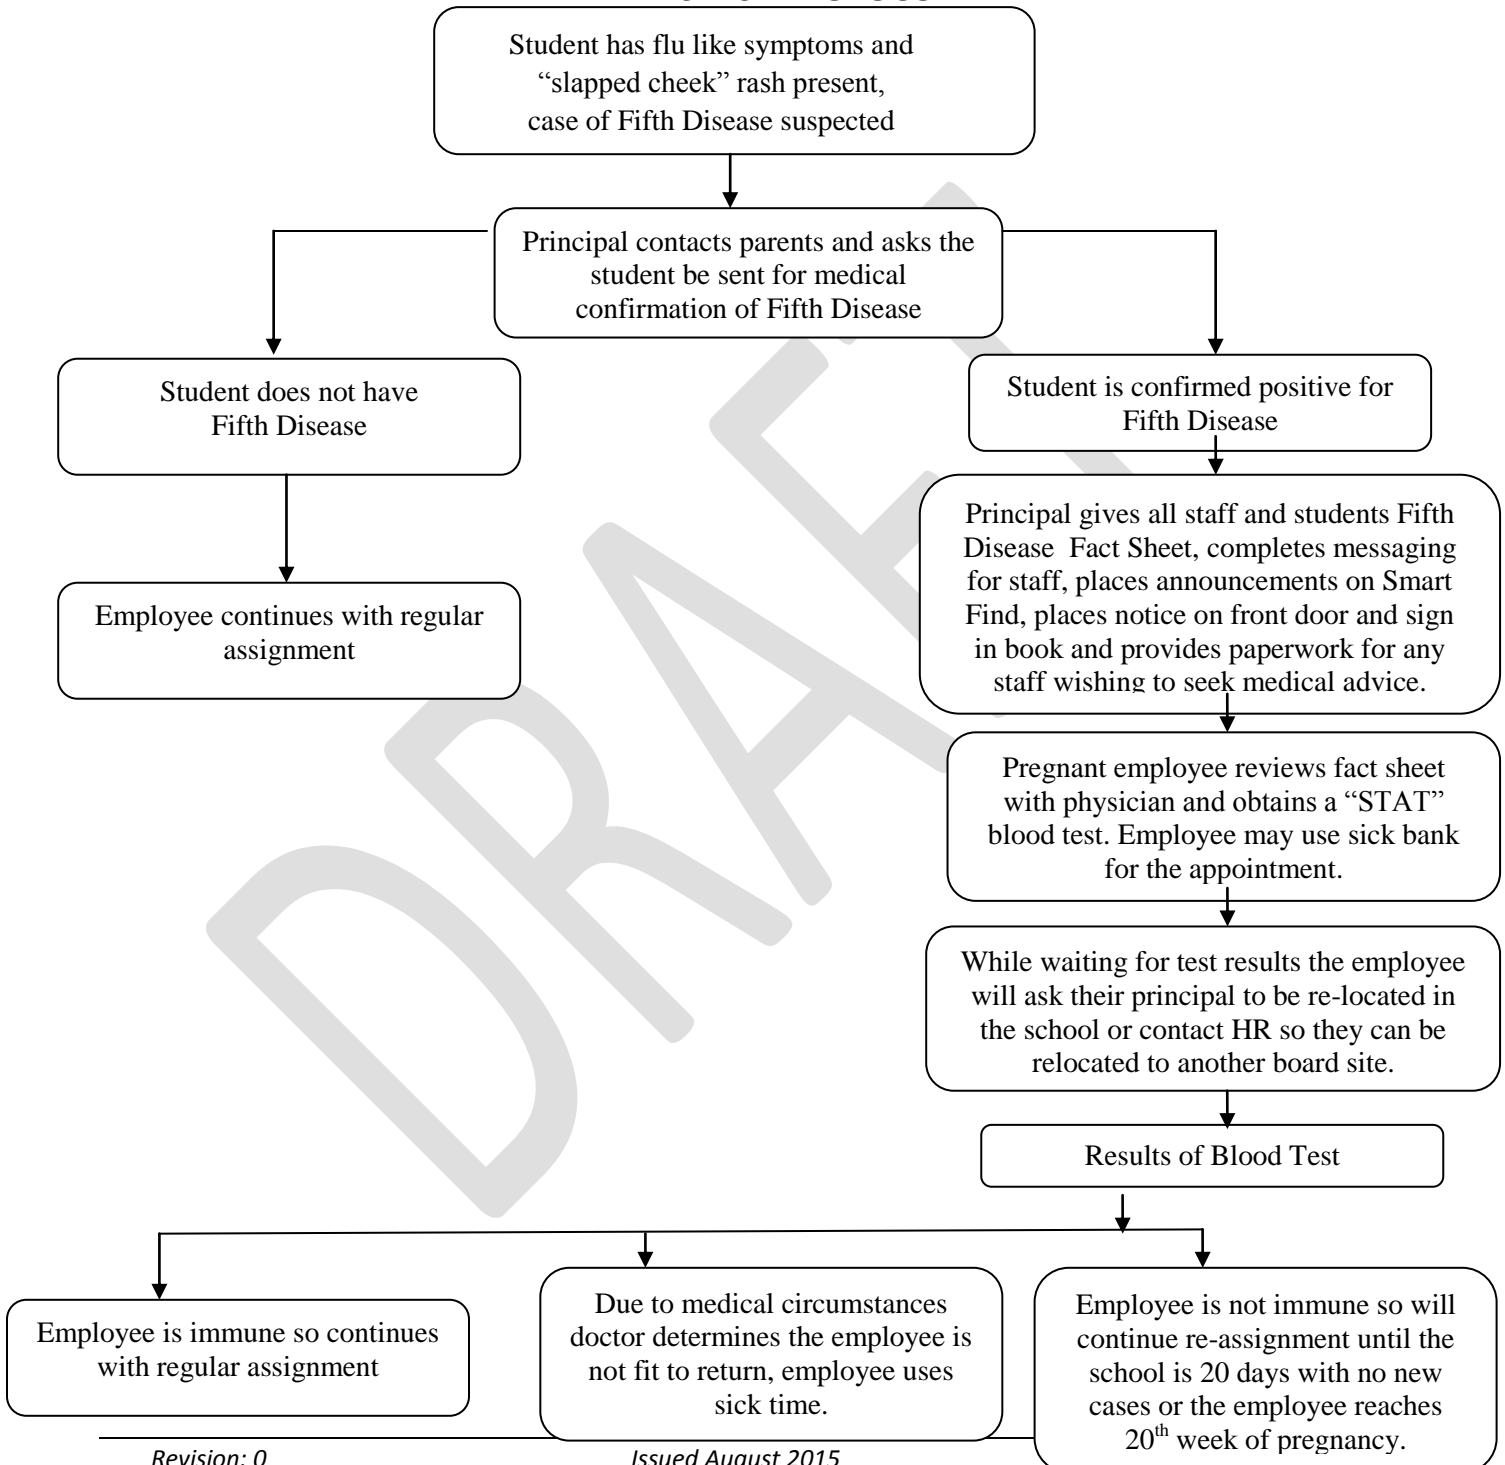 Student has flu like symptoms and
“slapped cheek” rash present,
case of Fifth Disease suspected
Principal contacts parents and asks the
student be sent for medical
confirmation of Fifth Disease
Student does not have
Fifth Disease
Student is confirmed positive for
Fifth Disease
Employee continues with regular
assignment
Principal gives all staff and students Fifth
Disease Fact Sheet, completes messaging
for staff, places announcements on Smart
Find, places notice on front door and sign
in book and provides paperwork for any
staff wishing to seek medical advice.
Pregnant employee reviews fact sheet
with physician and obtains a “STAT”
blood test. Employee may use sick bank
for the appointment.
While waiting for test results the employee
will ask their principal to be re-located in
the school or contact HR so they can be
relocated to another board site.
Results of Blood Test
Employee is immune so continues
with regular assignment
Due to medical circumstances
doctor determines the employee is
not fit to return, employee uses
sick time.
Employee is not immune so will
continue re-assignment until the
school is 20 days with no new
cases or the employee reaches
20th week of pregnancy.
DRAFT
Revision: 0 Issued August 2015